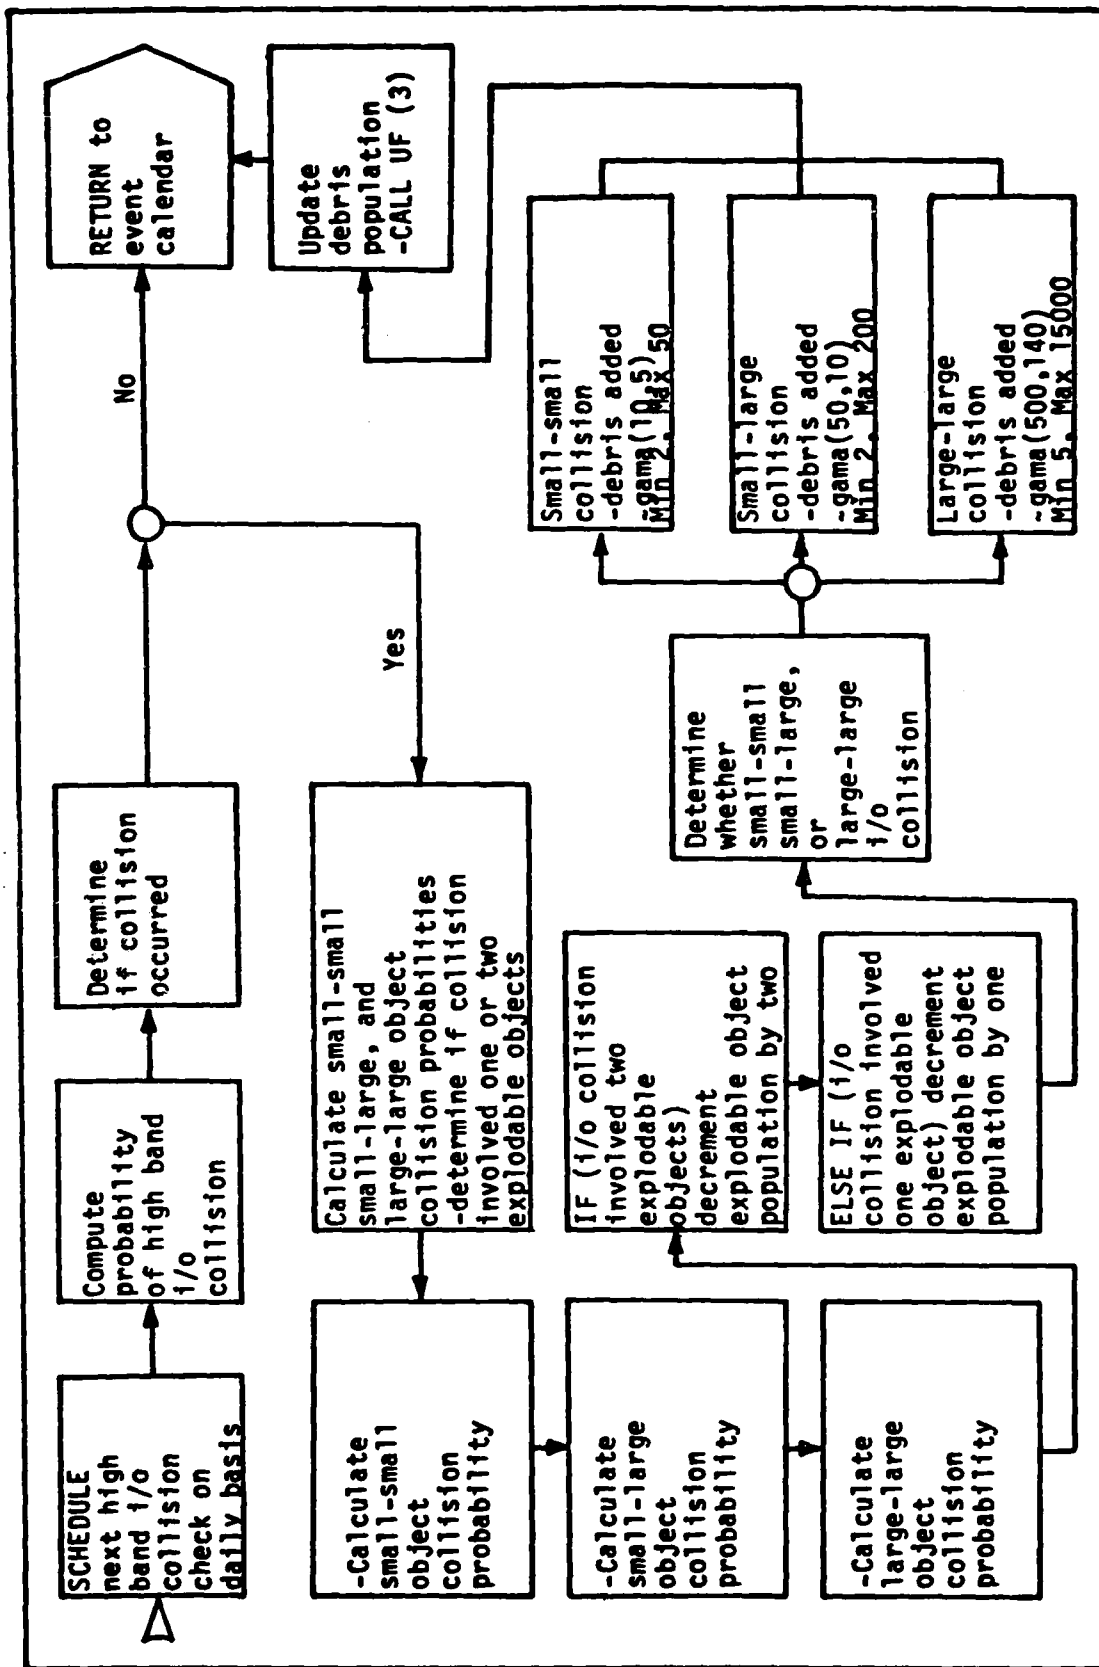 SCHEDULE
next high
band i/o
collision
check on
daily basis
Compute
probability
of high band
i/o
collision
Determine
if collision
occurred
No
RETURN to
event
calendar
Yes
Calculate small-small
small-large, and
large-large object
collision probabilities
-determine if collision
involved one or two
explodable objects
-Calculate
small-small
object
collision
probability
-Calculate
small-large
object
collision
probability
-Calculate
large-large
object
collision
probability
IF (i/o collision
involved two
explodable
objects)
decrement
explodable object
population by two
ELSE IF (i/o
collision involved
one explodable
object) decrement
explodable object
population by one
Determine
whether
small-small
small-large,
or
large-large
i/o
collision
Small-small
collision
-debris added
~gama(10,5)
Min 2, Max 50
Small-large
collision
-debris added
~gama(50,10)
Min 2, Max 200
Large-large
collision
-debris added
~gama(500,140)
Min 5, Max 15000
Update
debris
population
-CALL UF (3)